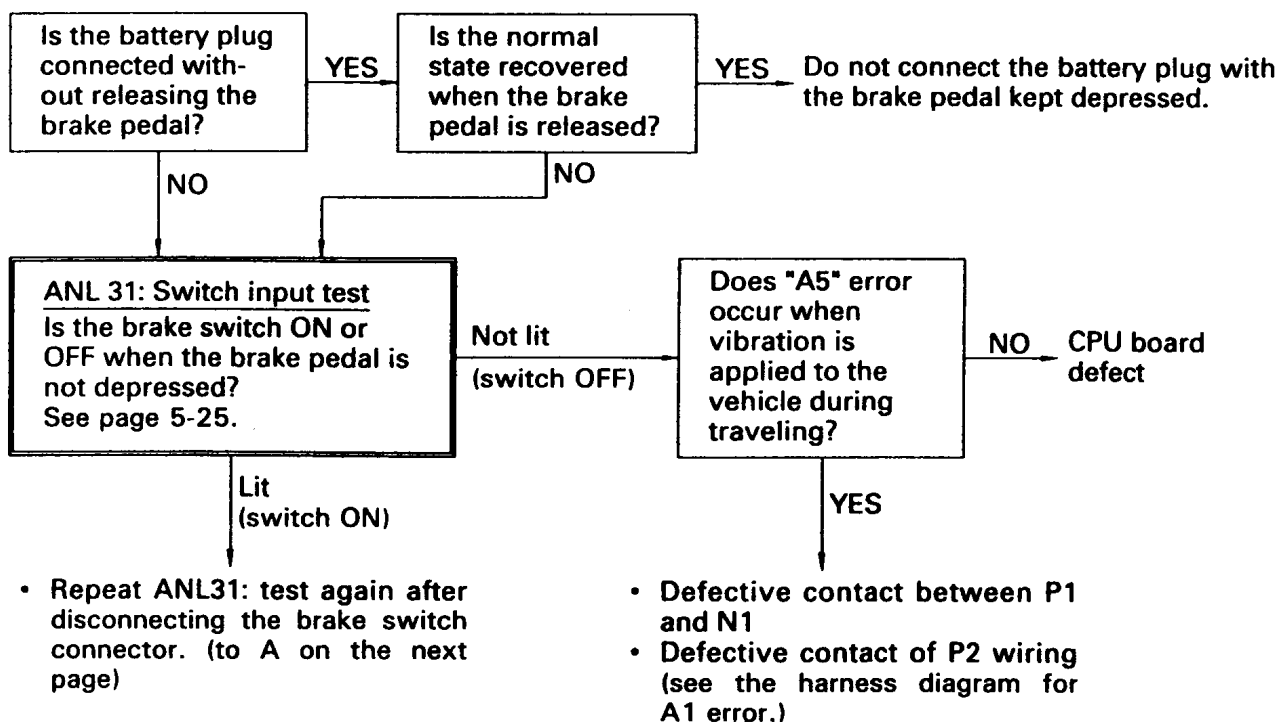 Is the battery plug
connected with-
out releasing the
brake pedal?
YES
Is the normal
state recovered
when the brake
pedal is released?
YES
Do not connect the battery plug with
the brake pedal kept depressed.
NO
NO
ANL 31: Switch input test
Is the brake switch ON or
OFF when the brake pedal is
not depressed?
See page 5-25.
Not lit
(switch OFF)
Does "A5" error
occur when
vibration is
applied to the
vehicle during
traveling?
NO
CPU board
defect
Lit
(switch ON)
YES
• Repeat ANL31: test again after
disconnecting the brake switch
connector. (to A on the next
page)
• Defective contact between P1
and N1
• Defective contact of P2 wiring
(see the harness diagram for
A1 error.)